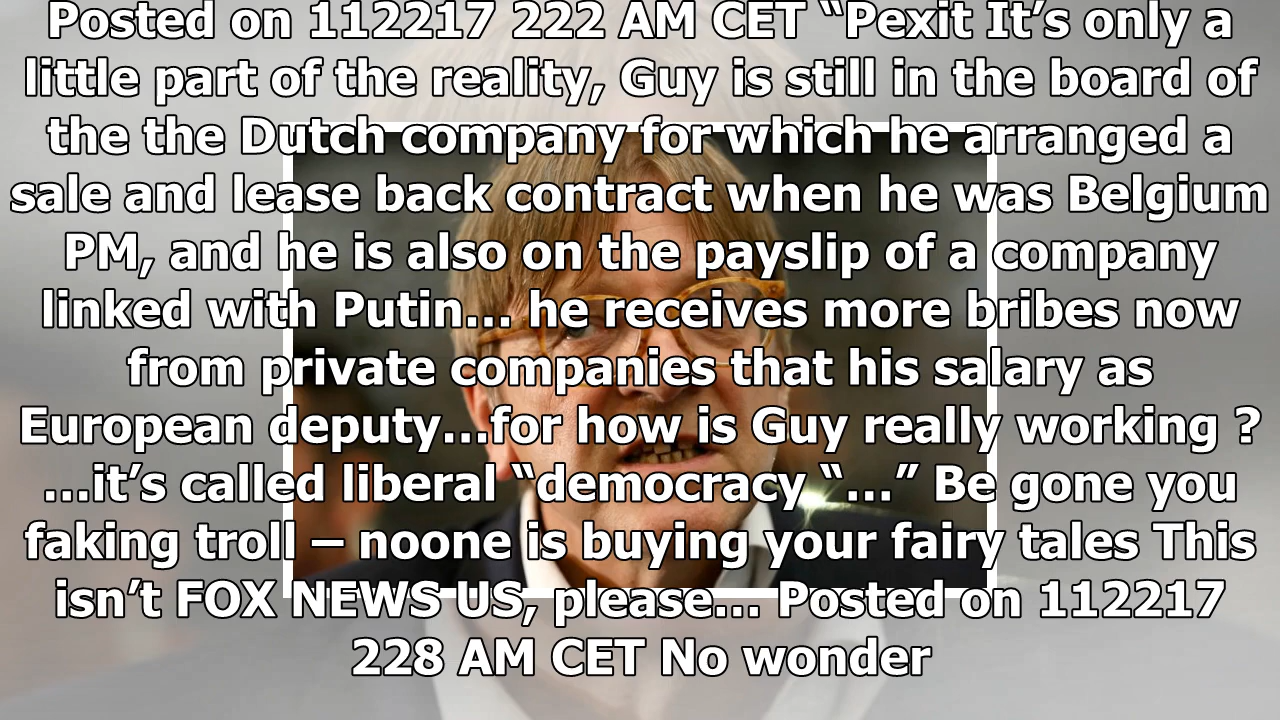 Posted on 112217 222 AM CET “Pexit It’s only a
little part of the reality, Guy is still in the board of
the the Dutch company for which he arranged a
sale and lease back contract when he was Belgium
PM, and he is also on the payslip of a company
linked with Putin… he receives more bribes now
from private companies that his salary as
European deputy…for how is Guy really working ?
…it’s called liberal “democracy “…” Be gone you
faking troll – noone is buying your fairy tales This
isn’t FOX NEWS US, please… Posted on 112217
228 AM CET No wonder